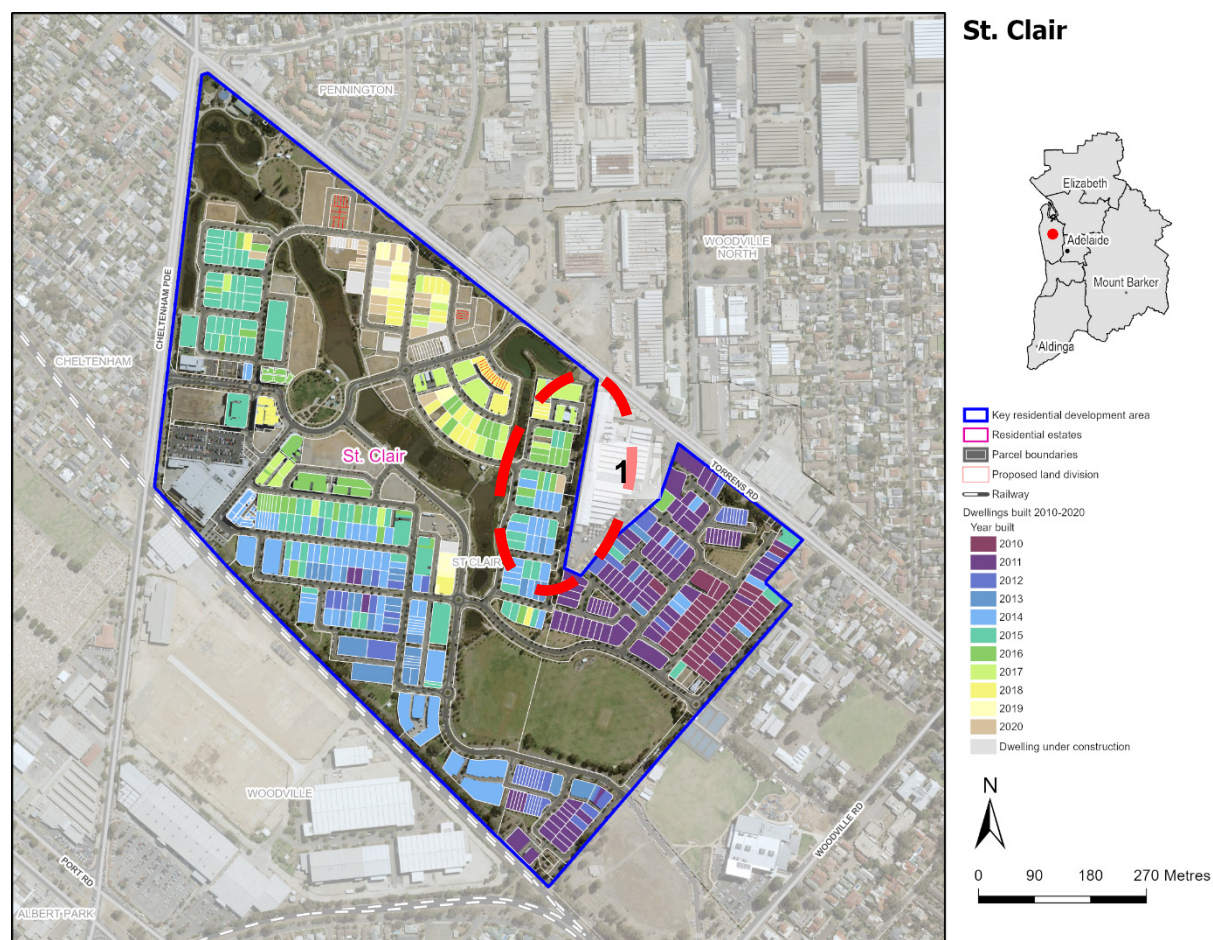 St. Clair
PENNINGTON
WOODVILLE
NORTH
CHELTENHAM PDE
CHELTENHAM
St. Clair
1
TORRENS RD
ST CLAIR
WOODVILLE
WOODVILLE RD
PORT RD
ALBERT PARK
Elizabeth
Adelaide
Mount Barker
Aldinga
Key residential development area
Residential estates
Parcel boundaries
Proposed land division
Railway
Dwellings built 2010-2020
Year built
2010
2011
2012
2013
2014
2015
2016
2017
2018
2019
2020
Dwelling under construction
N
0 90 180 270 Metres